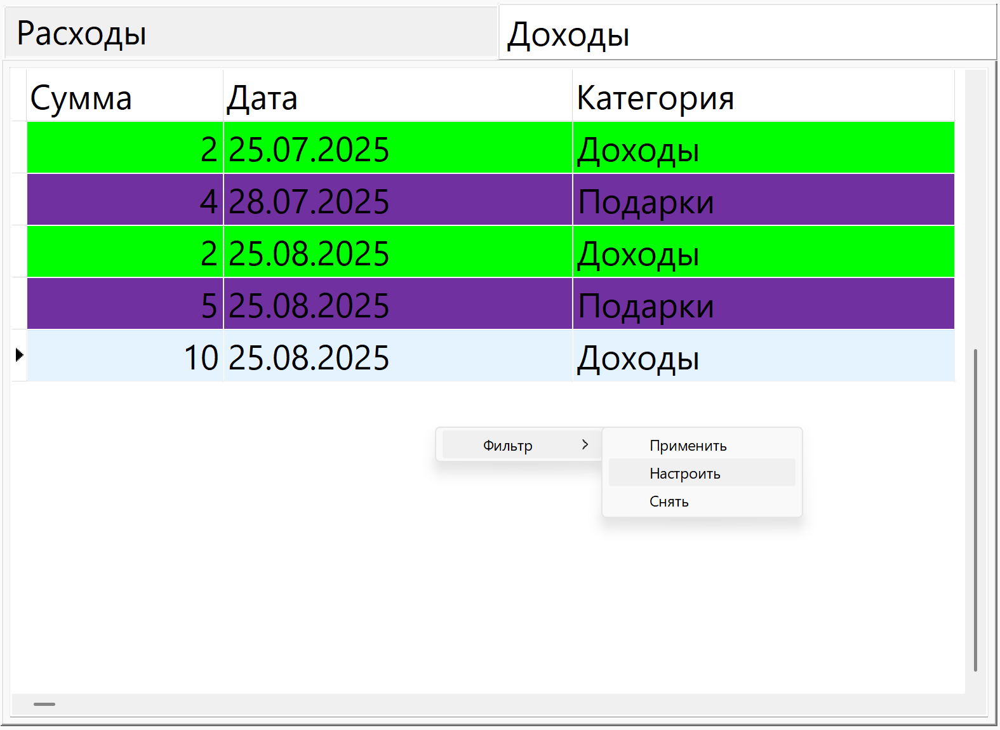 Расходы Доходы
Сумма Дата Категория
2 25.07.2025 Доходы
4 28.07.2025 Подарки
2 25.08.2025 Доходы
5 25.08.2025 Подарки
10 25.08.2025 Доходы
Фильтр Применить
Настроить
Снять